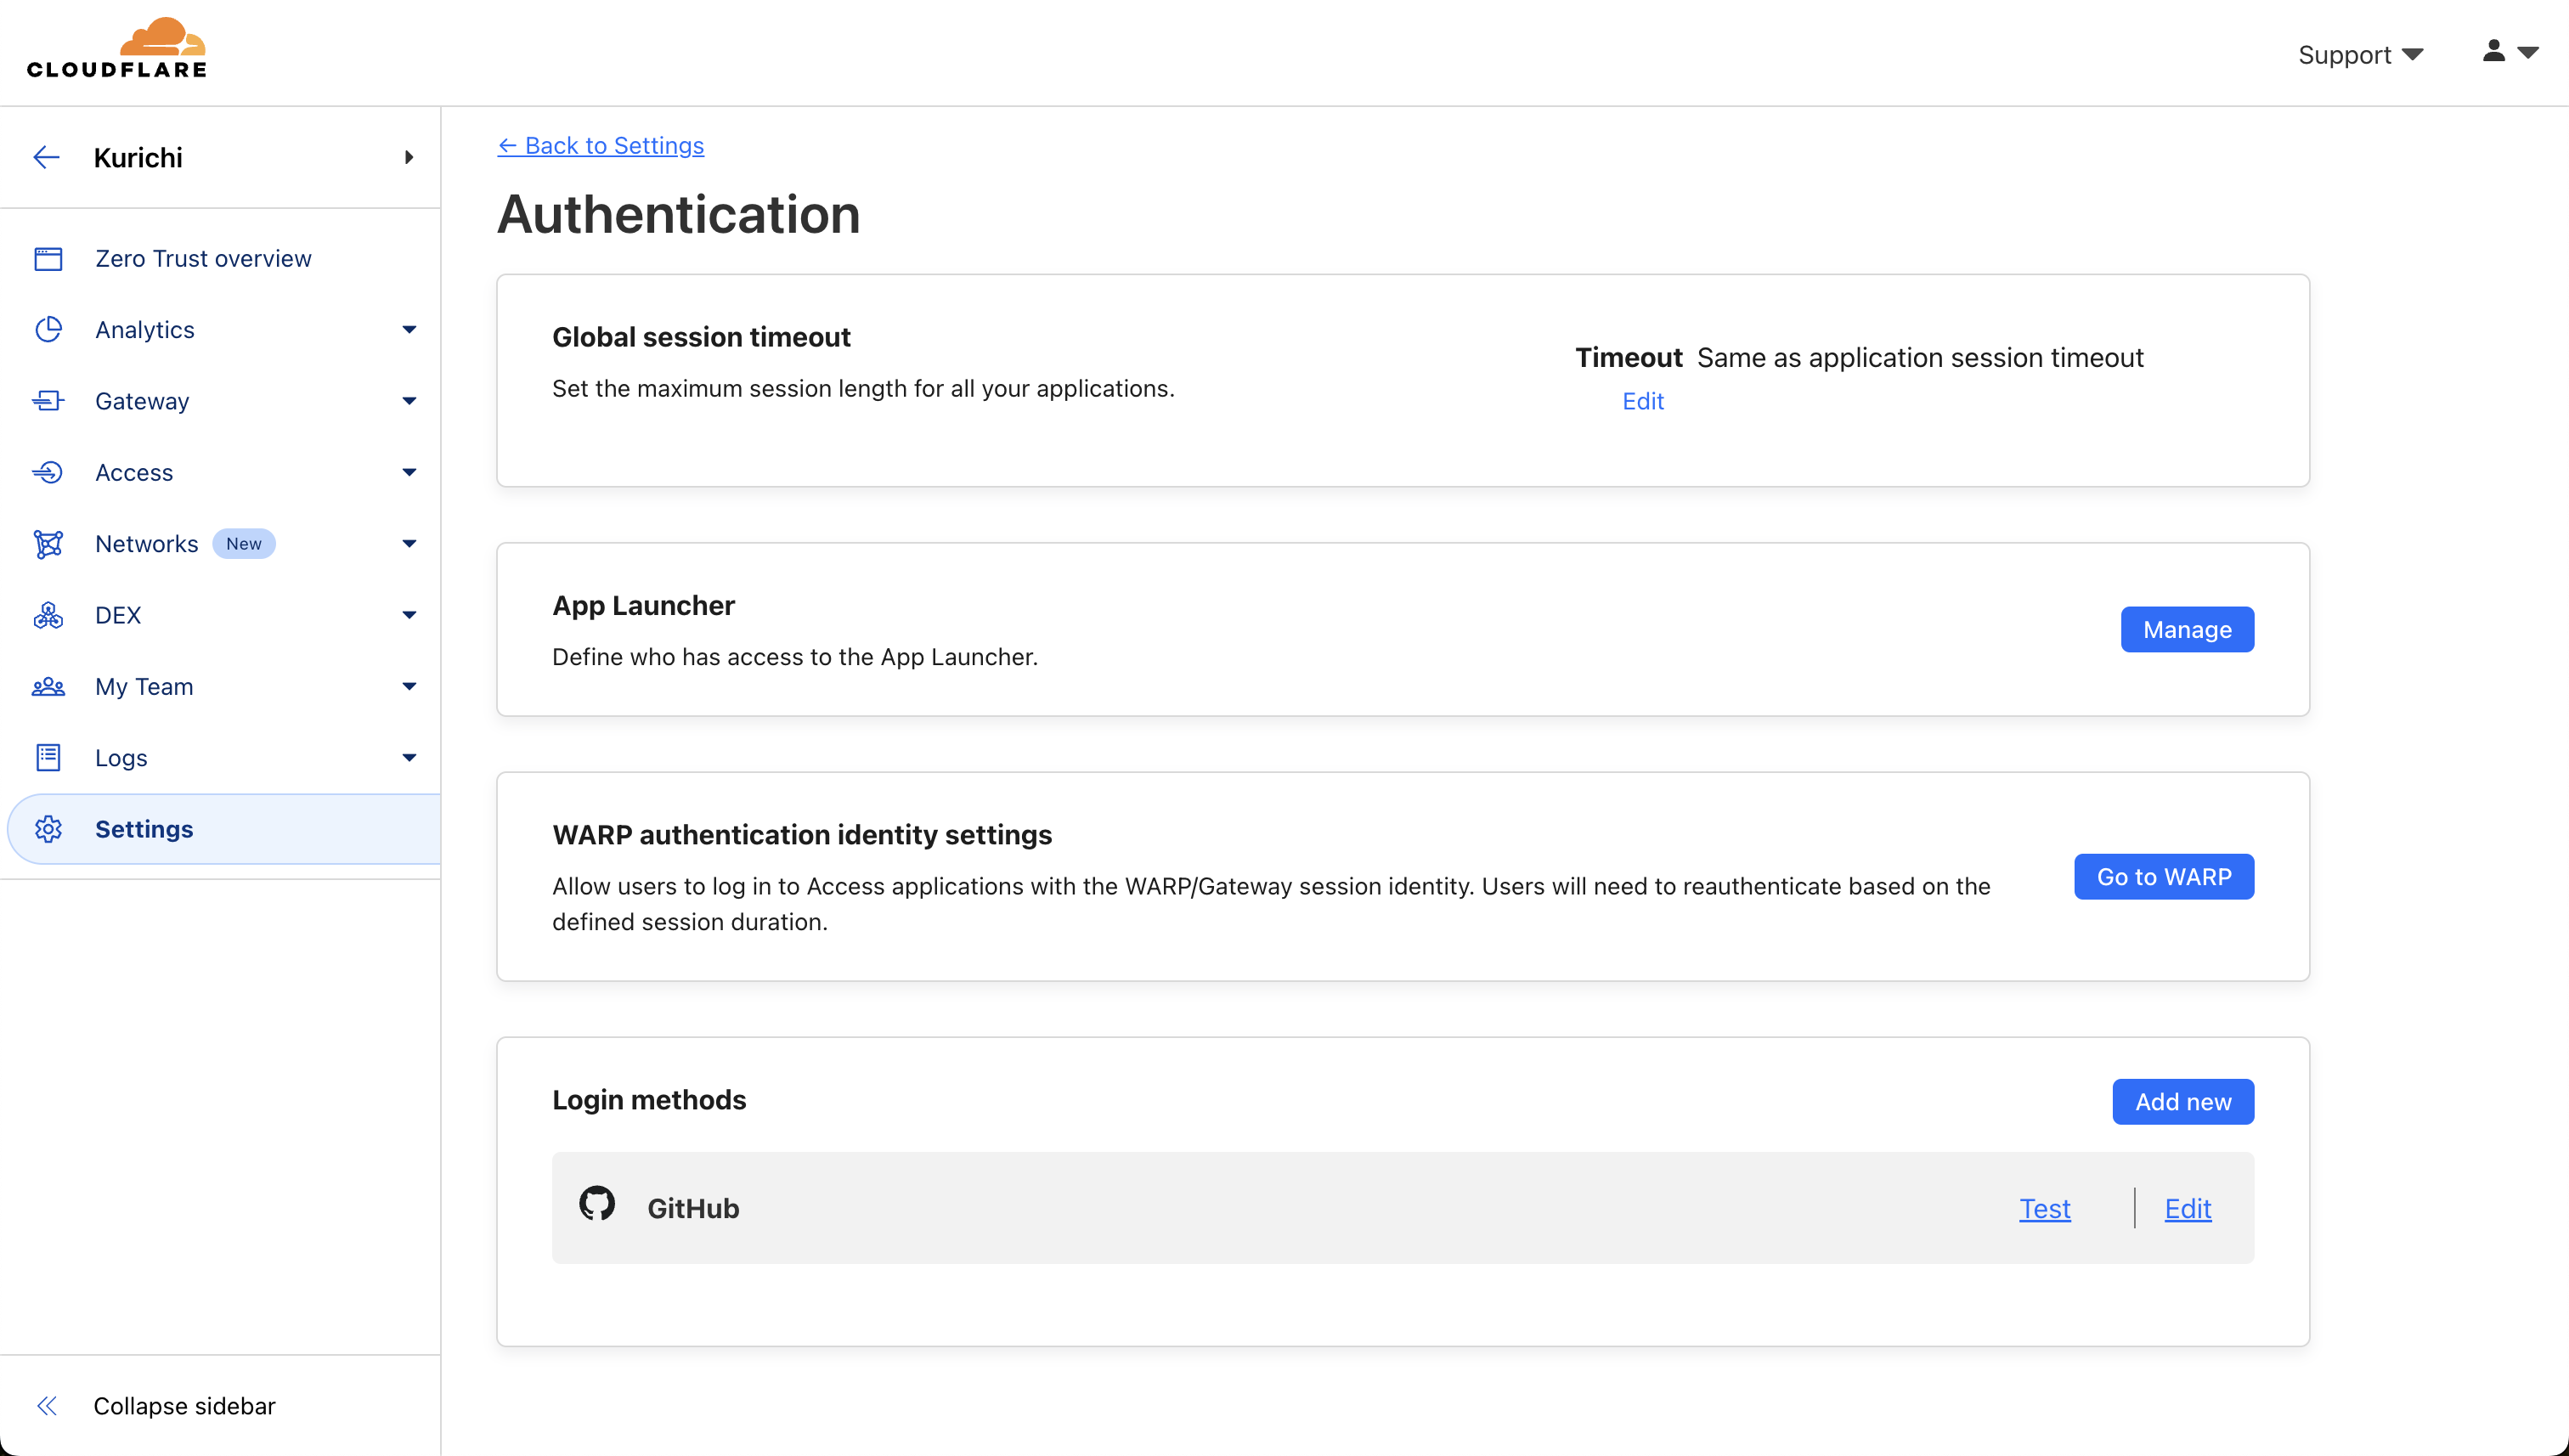 CLOUDFLARE
Support
Kurichi
Zero Trust overview
Analytics
Gateway
Access
Networks New
DEX
My Team
Logs
Settings
Collapse sidebar
← Back to Settings
Authentication
Global session timeout
Set the maximum session length for all your applications.
Timeout Same as application session timeout
Edit
App Launcher
Define who has access to the App Launcher.
Manage
WARP authentication identity settings
Allow users to log in to Access applications with the WARP/Gateway session identity. Users will need to reauthenticate based on the
defined session duration.
Go to WARP
Login methods
Add new
GitHub
Test
Edit